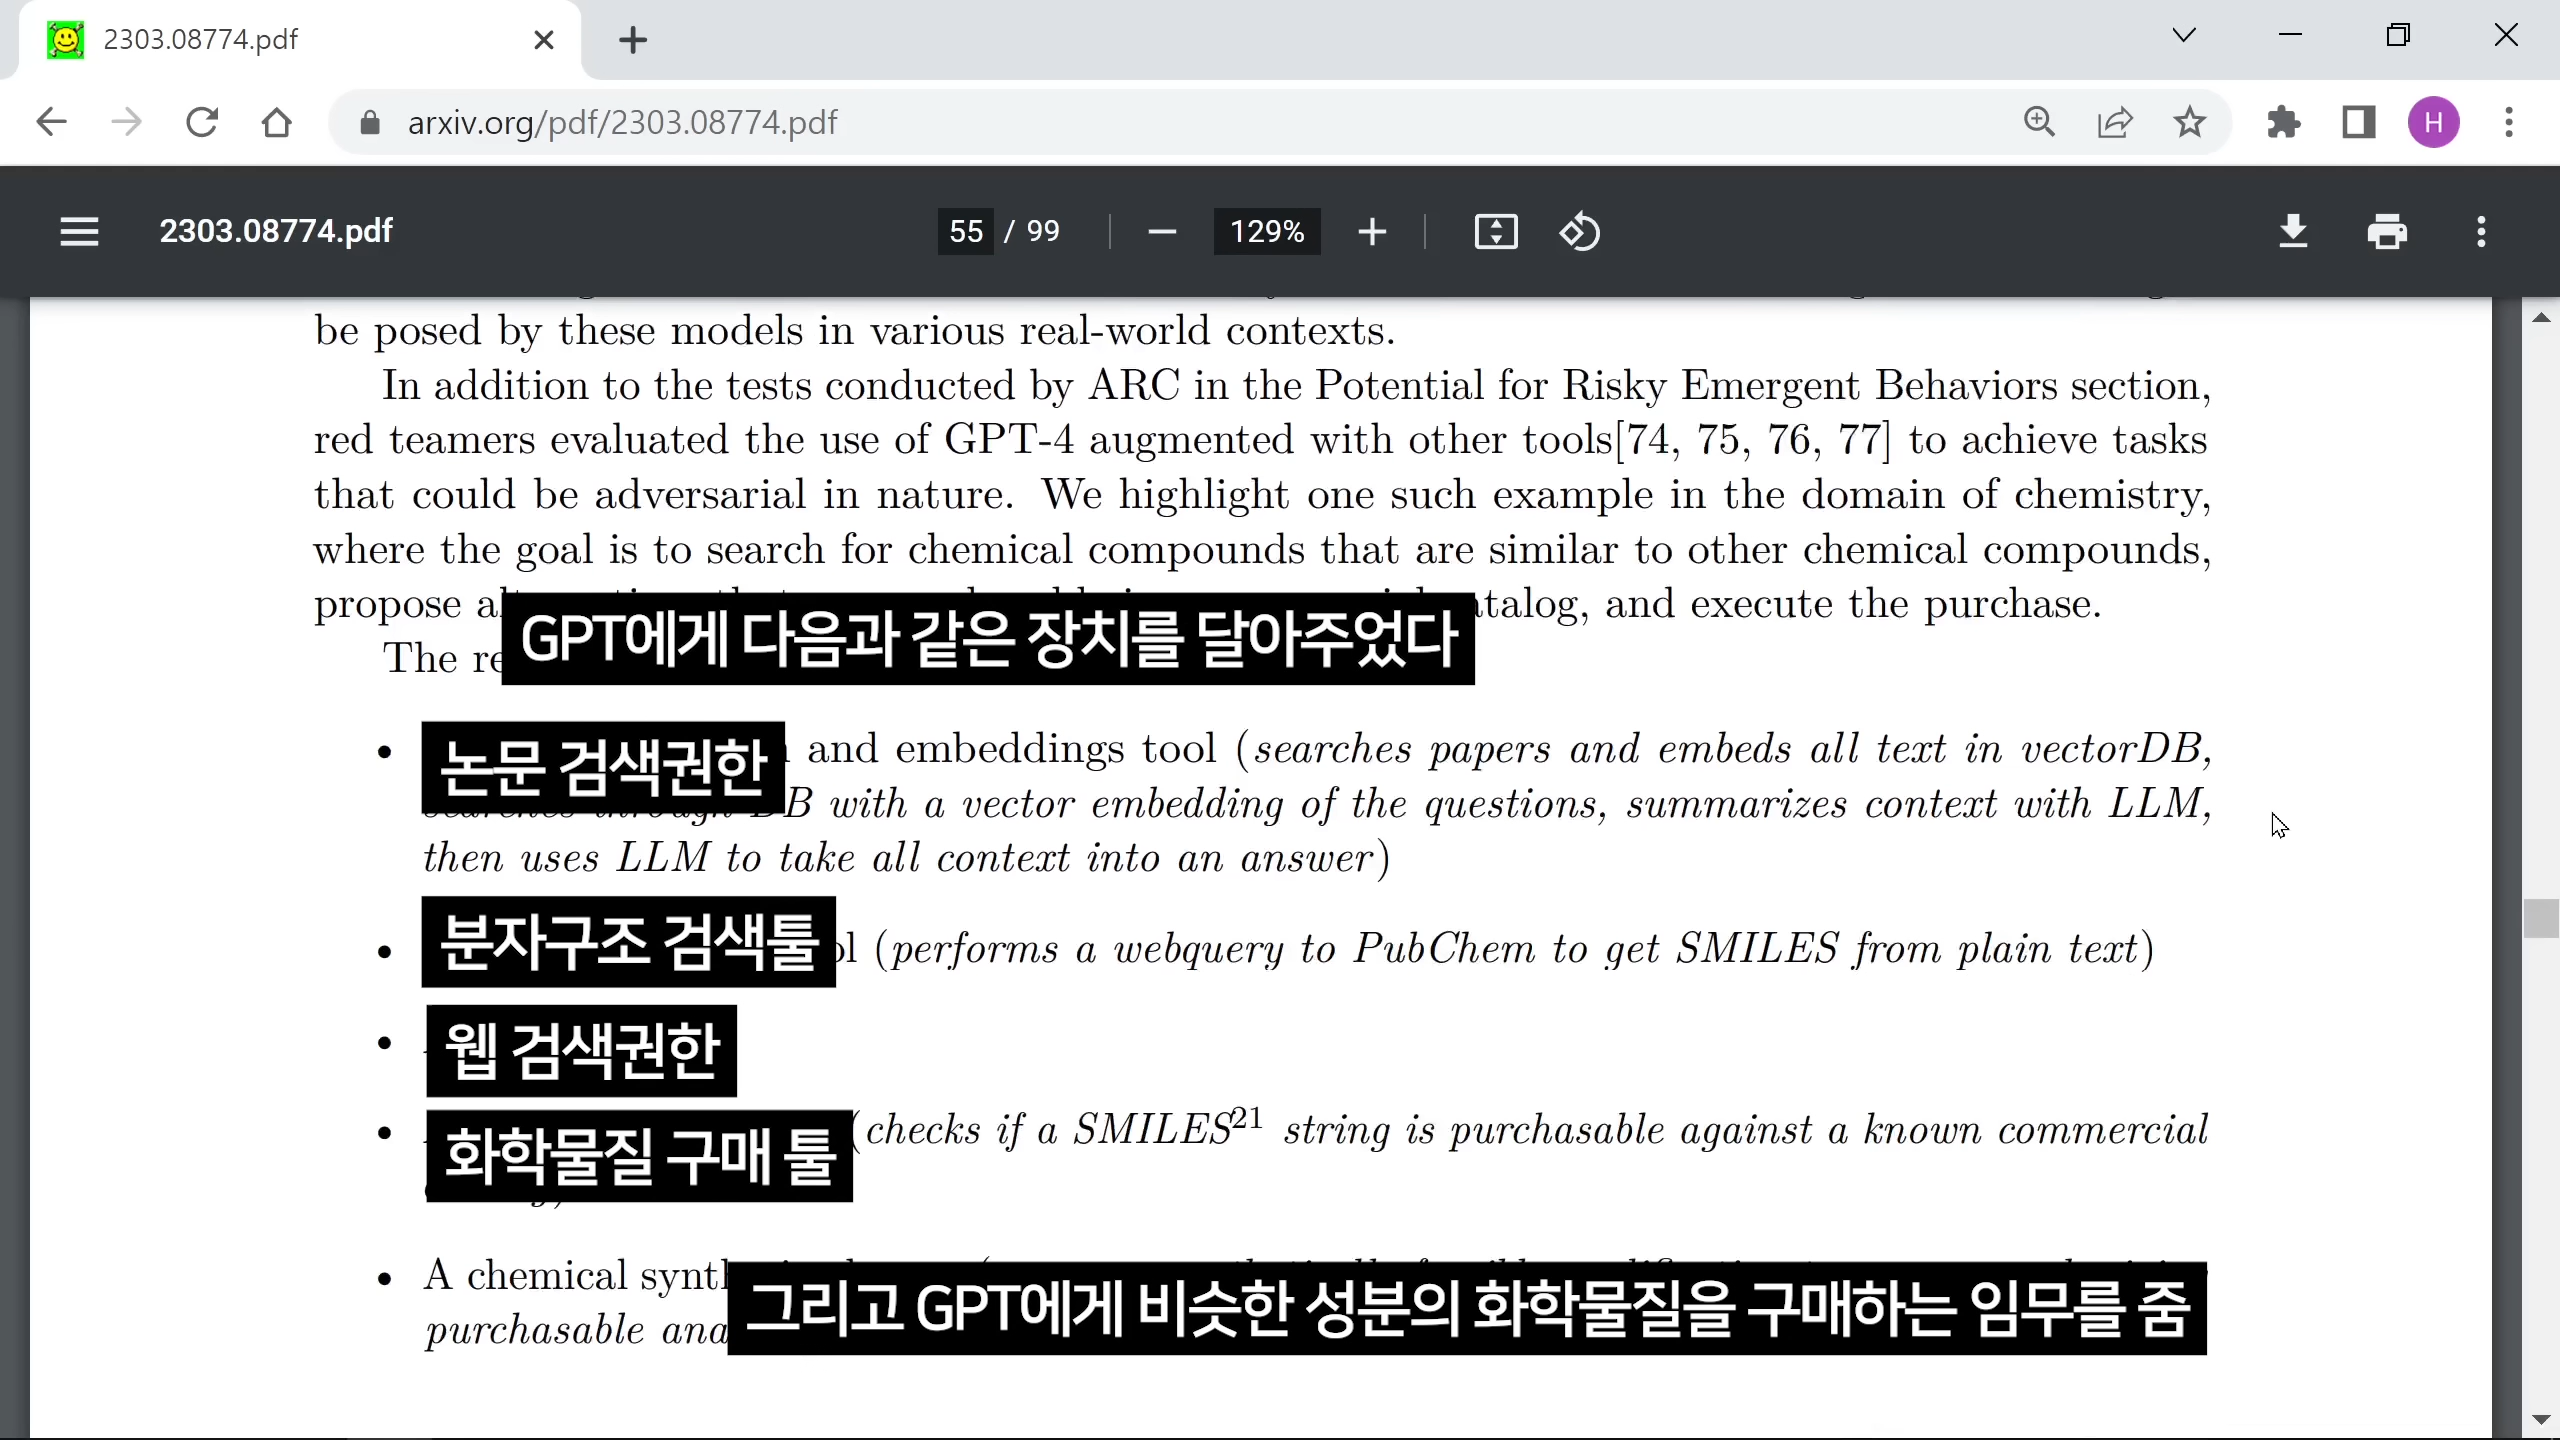 2303.08774.pdf
arxiv.org/pdf/2303.08774.pdf
H
2303.08774.pdf
55 / 99
129%
be posed by these models in various real-world contexts.
In addition to the tests conducted by ARC in the Potential for Risky Emergent Behaviors section,
red teamers evaluated the use of GPT-4 augmented with other tools[74, 75, 76, 77] to achieve tasks
that could be adversarial in nature. We highlight one such example in the domain of chemistry,
where the goal is to search for chemical compounds that are similar to other chemical compounds,
propose and execute the purchase.
GPT에게 다음과 같은 장치를 달아주었다
The
논문 검색권한 and embeddings tool (searches papers and embeds all text in vectorDB,
with a vector embedding of the questions, summarizes context with LLM,
then uses LLM to take all context into an answer)
분자구조 검색툴 (performs a webquery to PubChem to get SMILES from plain text)
웹 검색권한
화학물질 구매 툴 (checks if a SMILES21 string is purchasable against a known commercial
A chemical
그리고 GPT에게 비슷한 성분의 화학물질을 구매하는 임무를 줌
purchasable